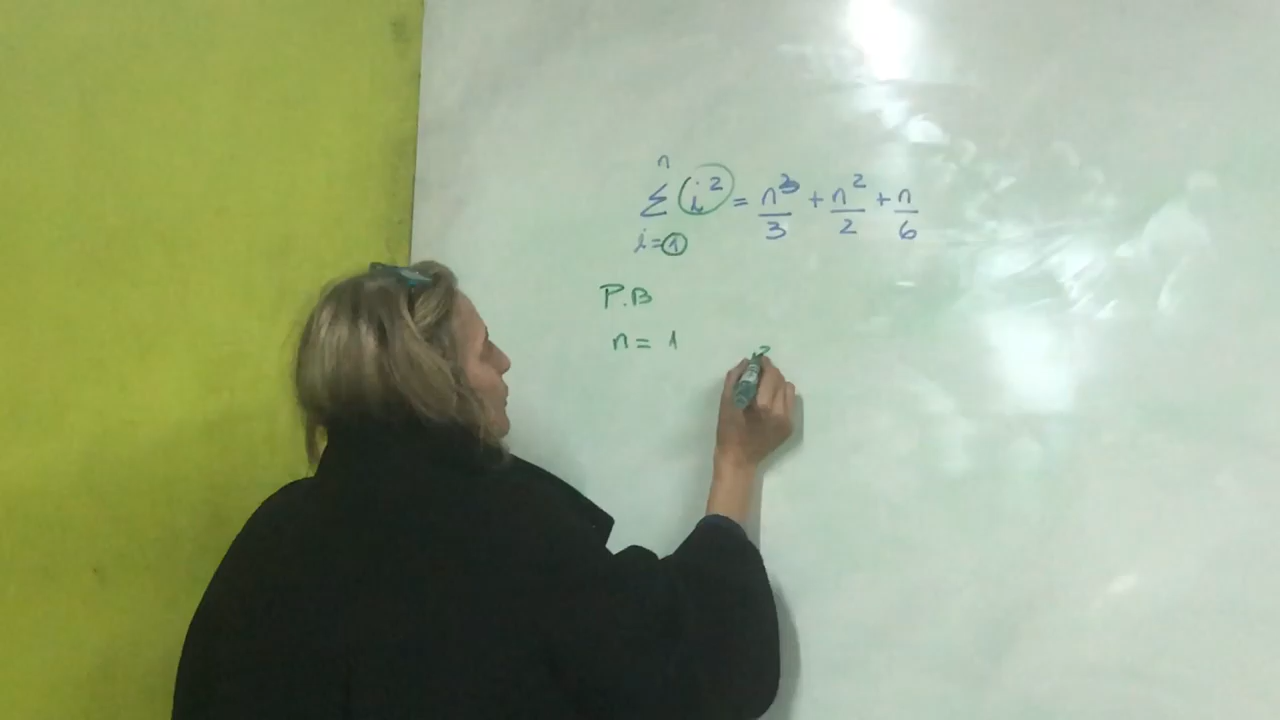 n
Σ i² = n³/3 + n²/2 + n/6
i=1
P.B
n = 1